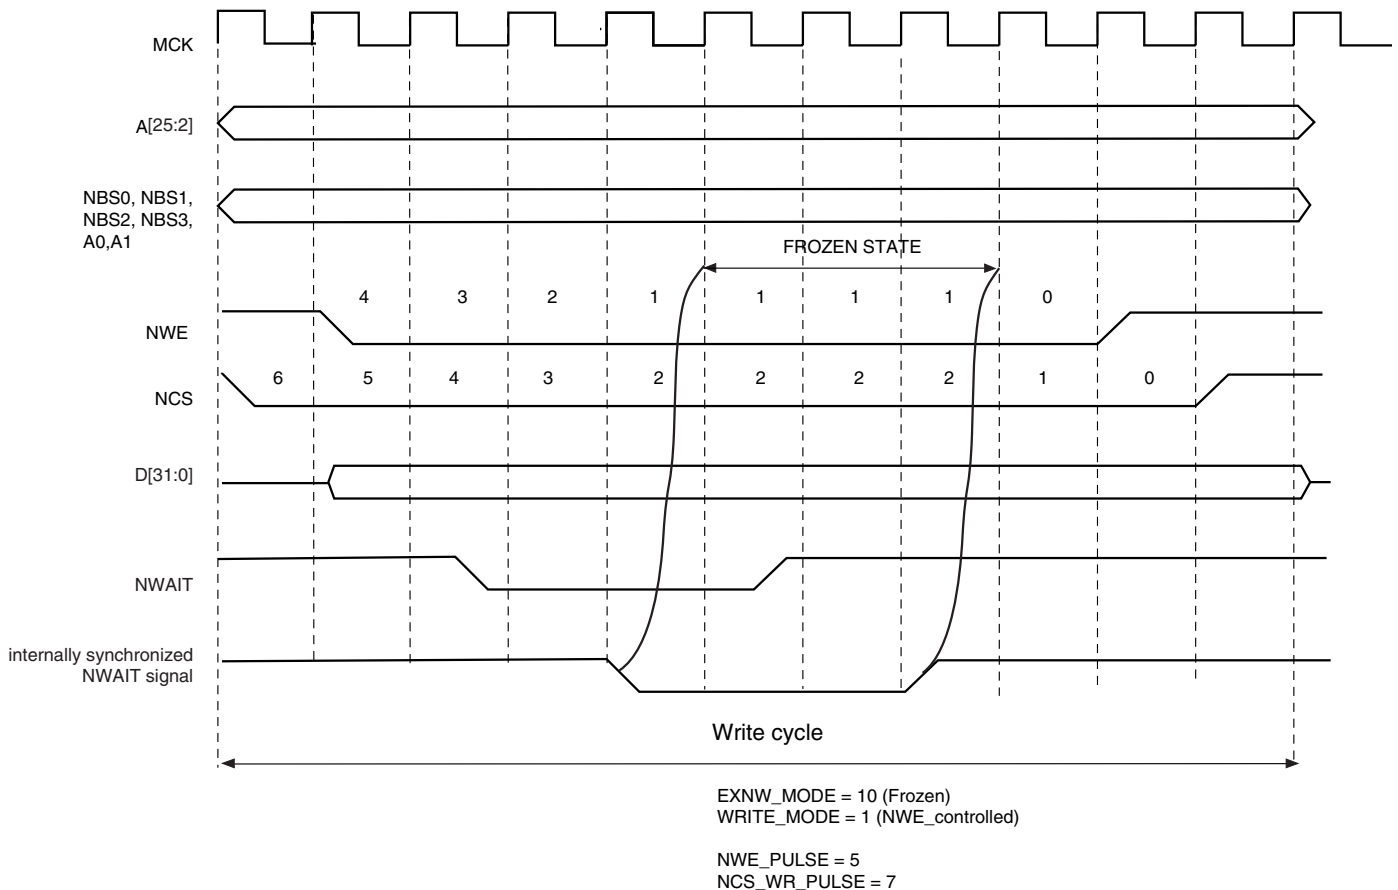 MCK
A[25:2]
NBS0, NBS1,
NBS2, NBS3,
A0,A1
FROZEN STATE
4 3 2 1 1 1 1 0
NWE
6 5 4 3 2 2 2 2 1 0
NCS
D[31:0]
NWAIT
internally synchronized
NWAIT signal
Write cycle
EXNW_MODE = 10 (Frozen)
WRITE_MODE = 1 (NWE_controlled)
NWE_PULSE = 5
NCS_WR_PULSE = 7